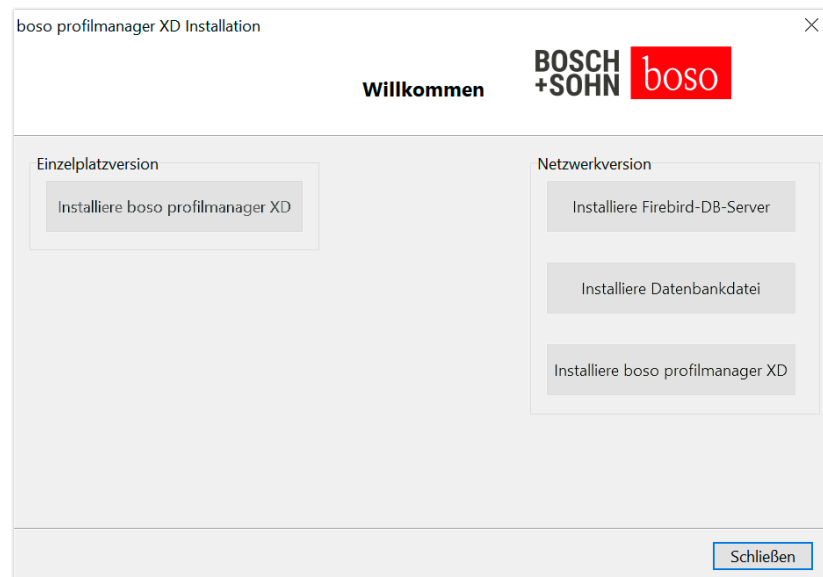 boso profilmanager XD Installation
Willkommen
BOSCH
+SOHN
boso
Einzelplatzversion
Installiere boso profilmanager XD
Netzwerkversion
Installiere Firebird-DB-Server
Installiere Datenbankdatei
Installiere boso profilmanager XD
Schließen